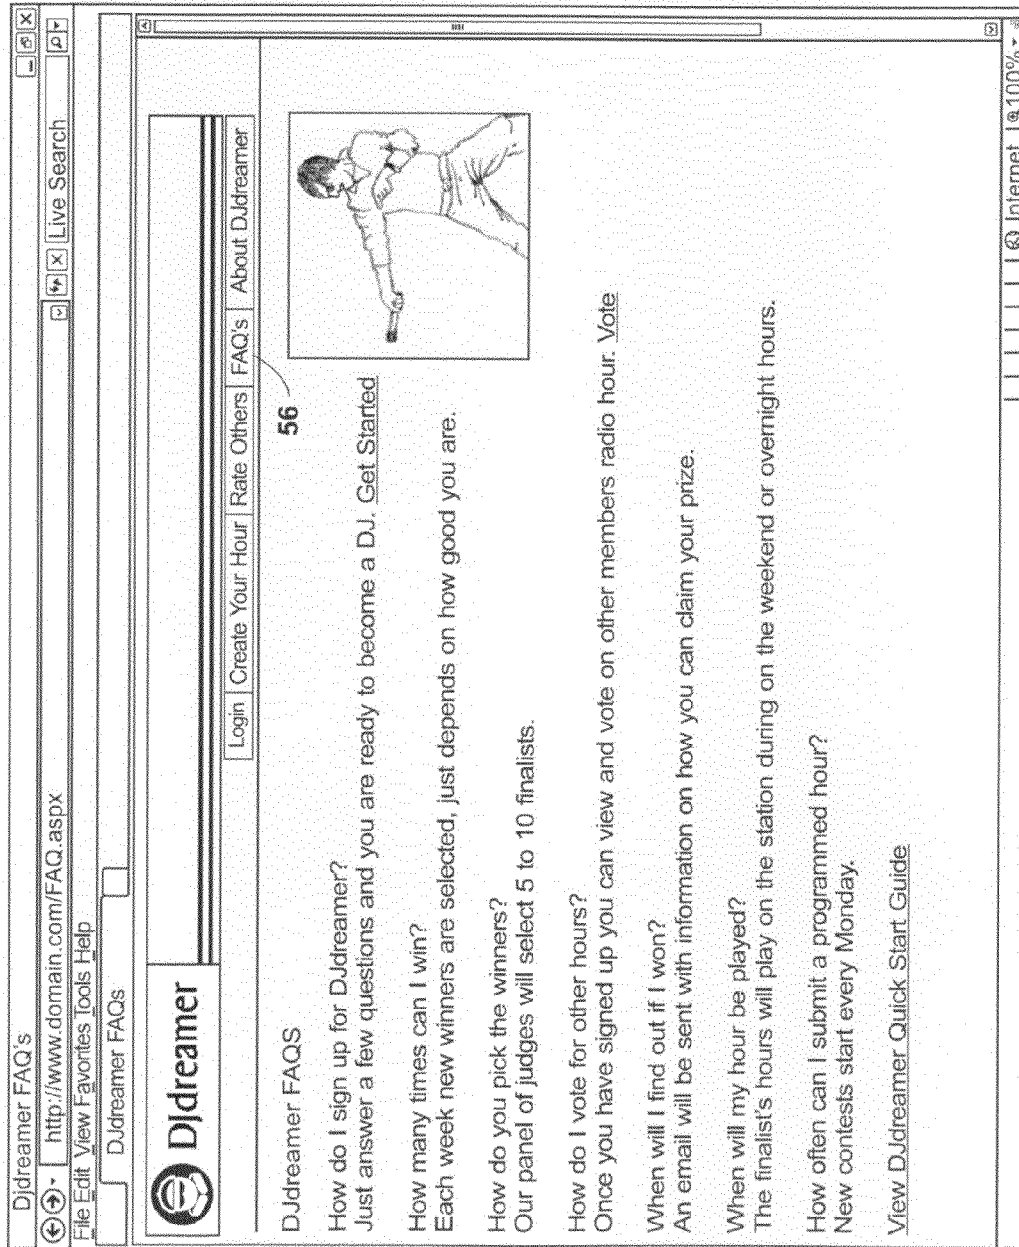 Djdreamer FAQ's
http://www.domain.com/FAQ.aspx
Live Search
File Edit View Favortes Tools Help
DJdreamer FAQs
DJdreamer
Login
Create Your Hour
Rate Others
FAQ's
About DJdreamer
56
DJdreamer FAQS
How do I sign up for DJdreamer?
Just answer a few questions and you are ready to become a DJ. Get Started
How many times can I win?
Each week new winners are selected, just depends on how good you are.
How do you pick the winners?
Our panel of judges will select 5 to 10 finalists.
How do I vote for other hours?
Once you have signed up you can view and vote on other members radio hour. Vote
When will I find out if I won?
An email will be sent with information on how you can claim your prize.
When will my hour be played?
The finalist's hours will play on the station during on the weekend or overnight hours.
How often can I submit a programmed hour?
New contests start every Monday.
View DJdreamer Quick Start Guide
Internet
100%